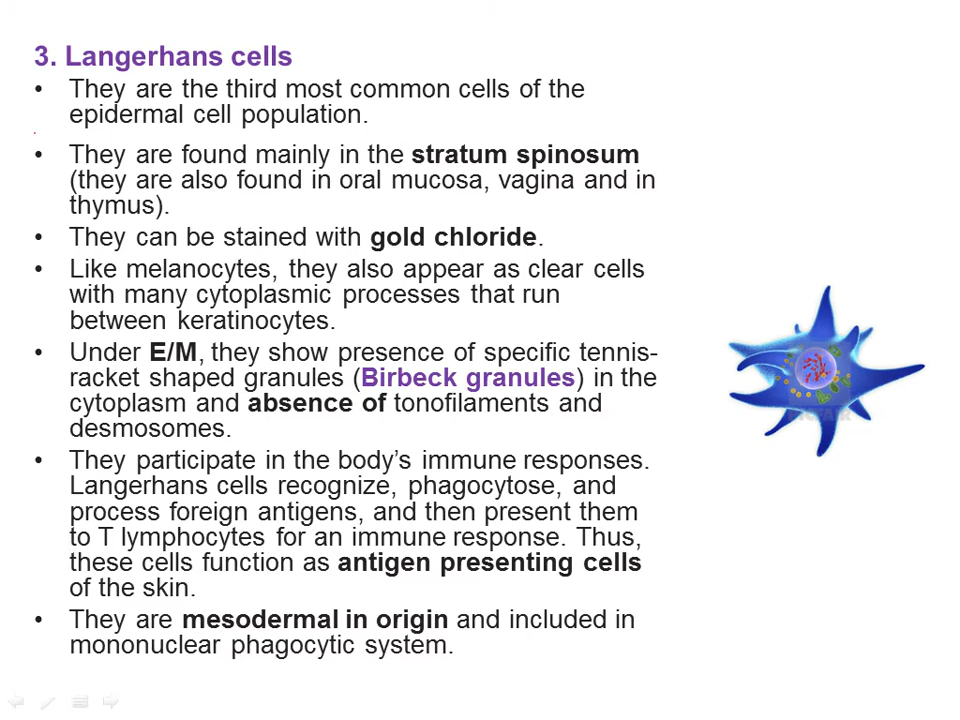 3. Langerhans cells
• They are the third most common cells of the
epidermal cell population.
• They are found mainly in the stratum spinosum
(they are also found in oral mucosa, vagina and in
thymus).
• They can be stained with gold chloride.
• Like melanocytes, they also appear as clear cells
with many cytoplasmic processes that run
between keratinocytes.
• Under E/M, they show presence of specific tennis-
racket shaped granules (Birbeck granules) in the
cytoplasm and absence of tonofilaments and
desmosomes.
• They participate in the body’s immune responses.
Langerhans cells recognize, phagocytose, and
process foreign antigens, and then present them
to T lymphocytes for an immune response. Thus,
these cells function as antigen presenting cells
of the skin.
• They are mesodermal in origin and included in
mononuclear phagocytic system.